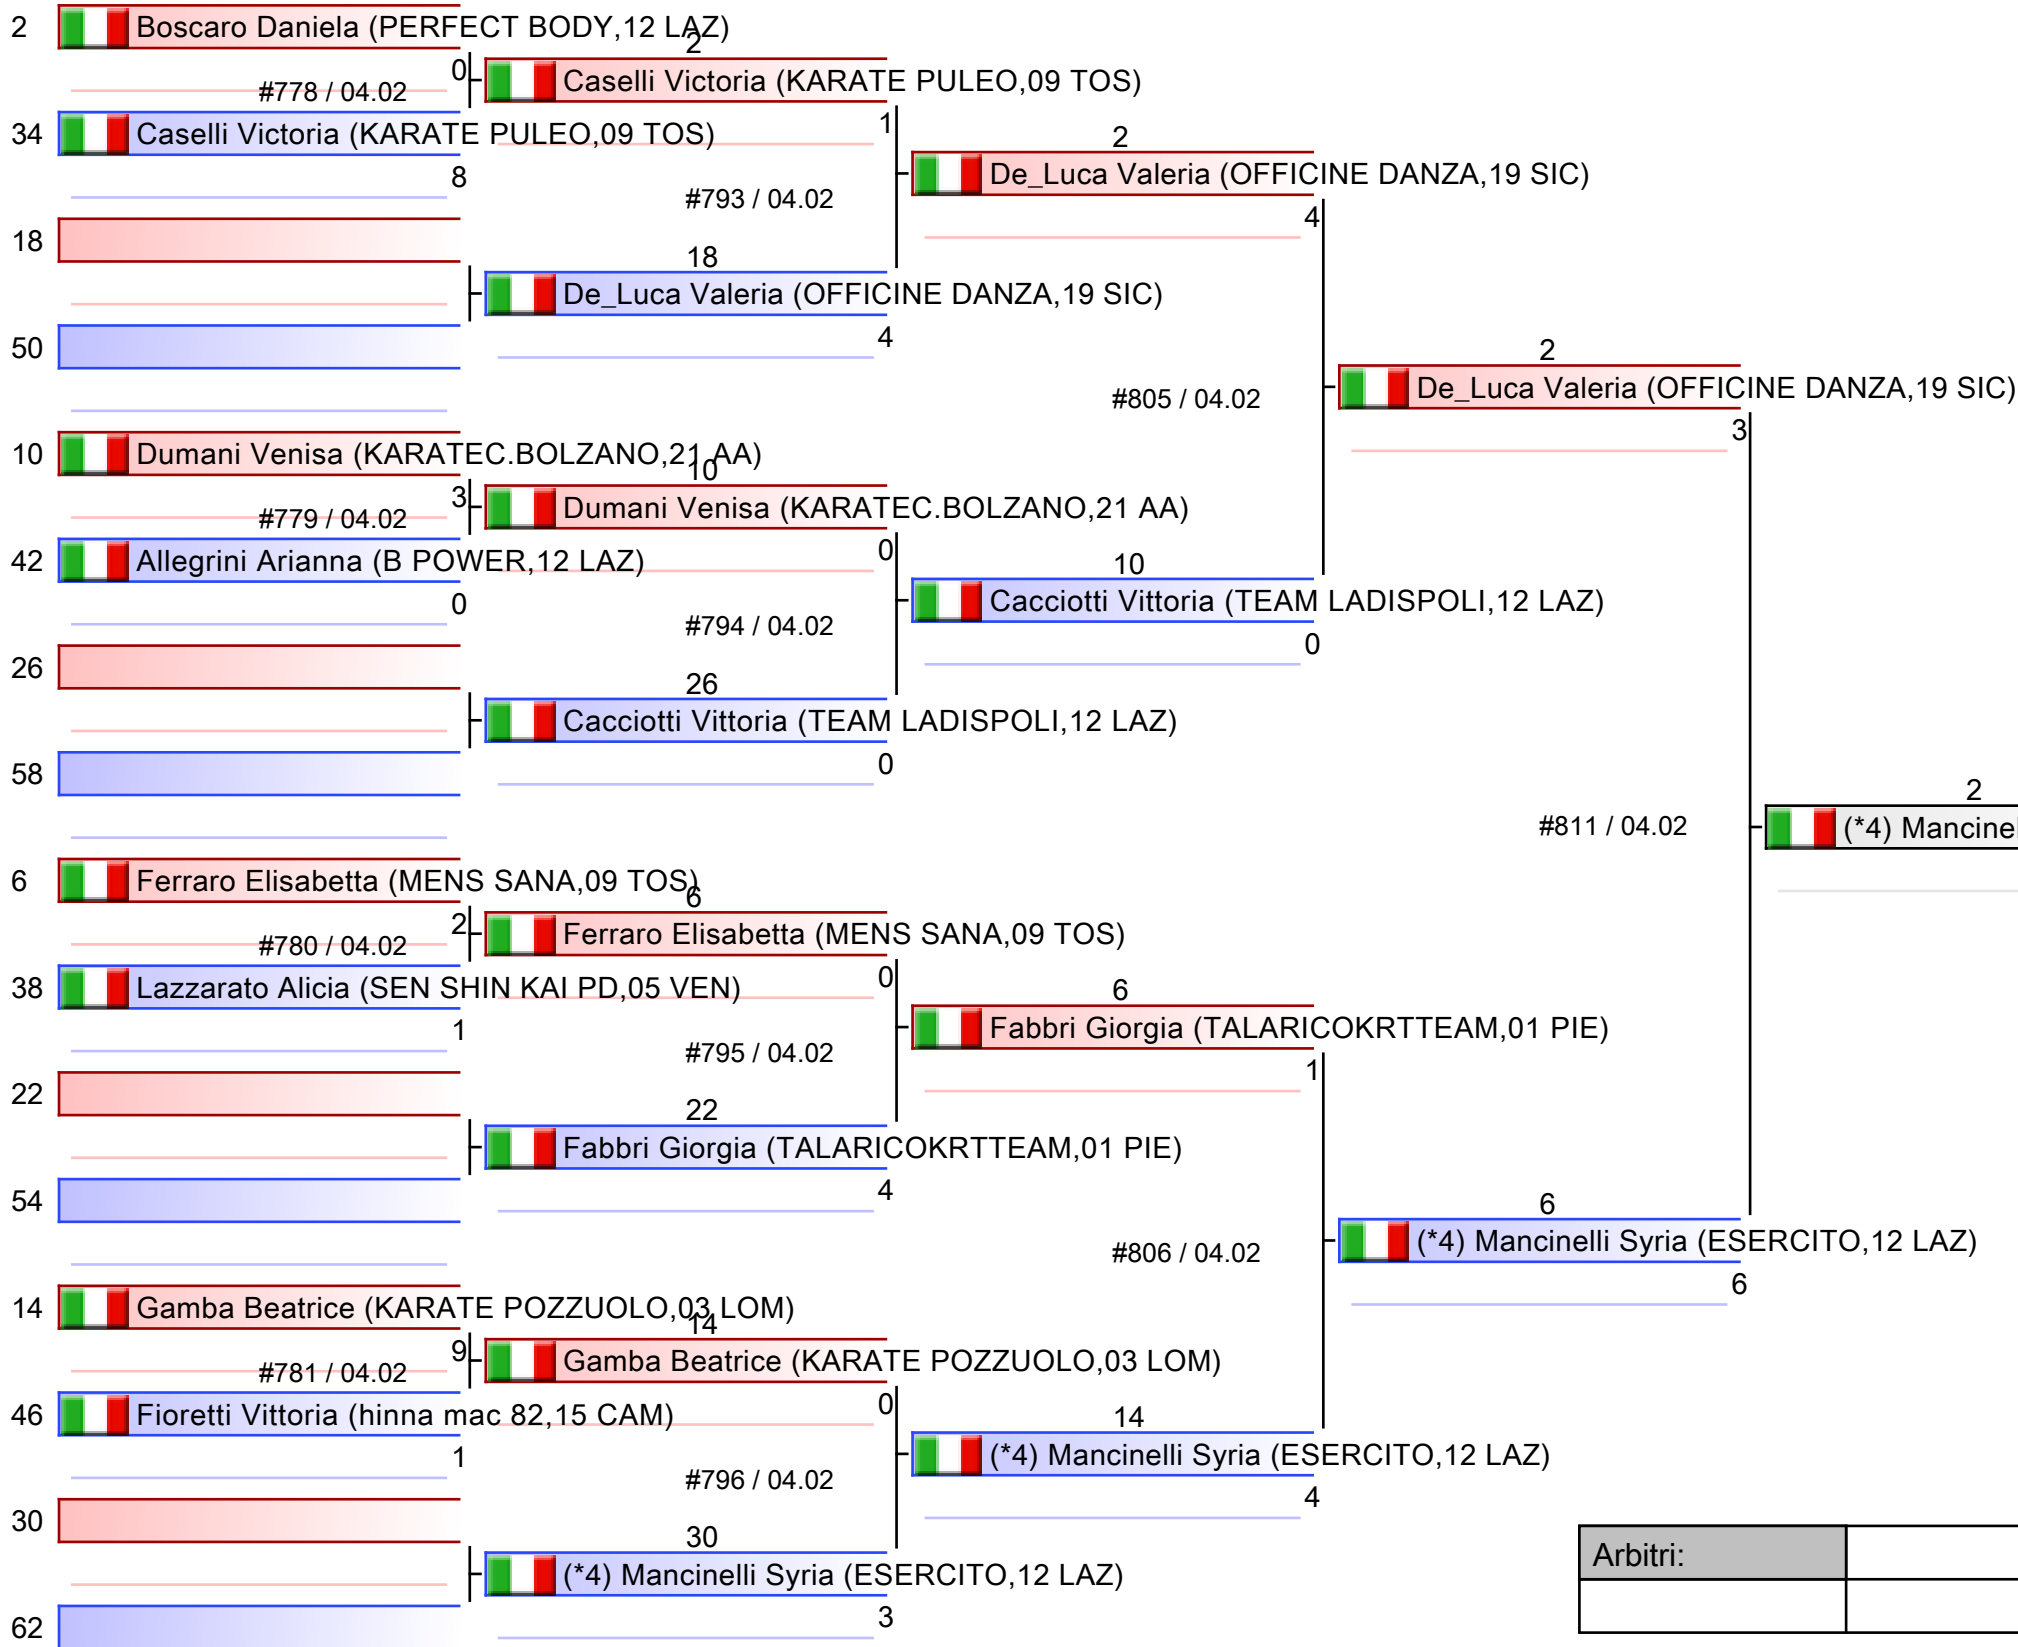 2 Boscaro Daniela (PERFECT BODY,12 LAZ)
0
#778 / 04.02
34 Caselli Victoria (KARATE PULEO,09 TOS)
8
18
50
10 Dumani Venisa (KARATEC.BOLZANO,21 AA)
3
#779 / 04.02
42 Allegrini Arianna (B POWER,12 LAZ)
0
26
58
6 Ferraro Elisabetta (MENS SANA,09 TOS)
2
#780 / 04.02
38 Lazzarato Alicia (SEN SHIN KAI PD,05 VEN)
1
22
54
14 Gamba Beatrice (KARATE POZZUOLO,03 LOM)
9
#781 / 04.02
46 Fioretti Vittoria (hinna mac 82,15 CAM)
1
30
62
2
Caselli Victoria (KARATE PULEO,09 TOS)
1
#793 / 04.02
18
De_Luca Valeria (OFFICINE DANZA,19 SIC)
4
10
Dumani Venisa (KARATEC.BOLZANO,21 AA)
0
#794 / 04.02
26
Cacciotti Vittoria (TEAM LADISPOLI,12 LAZ)
0
6
Ferraro Elisabetta (MENS SANA,09 TOS)
0
#795 / 04.02
22
Fabbri Giorgia (TALARICOKRTTEAM,01 PIE)
4
14
Gamba Beatrice (KARATE POZZUOLO,03 LOM)
0
#796 / 04.02
30
(*4) Mancinelli Syria (ESERCITO,12 LAZ)
3
2
De_Luca Valeria (OFFICINE DANZA,19 SIC)
4
#805 / 04.02
10
Cacciotti Vittoria (TEAM LADISPOLI,12 LAZ)
0
6
Fabbri Giorgia (TALARICOKRTTEAM,01 PIE)
1
#806 / 04.02
14
(*4) Mancinelli Syria (ESERCITO,12 LAZ)
4
2
De_Luca Valeria (OFFICINE DANZA,19 SIC)
3
#811 / 04.02
6
(*4) Mancinelli Syria (ESERCITO,12 LAZ)
6
2
(*4)
Arbitri: